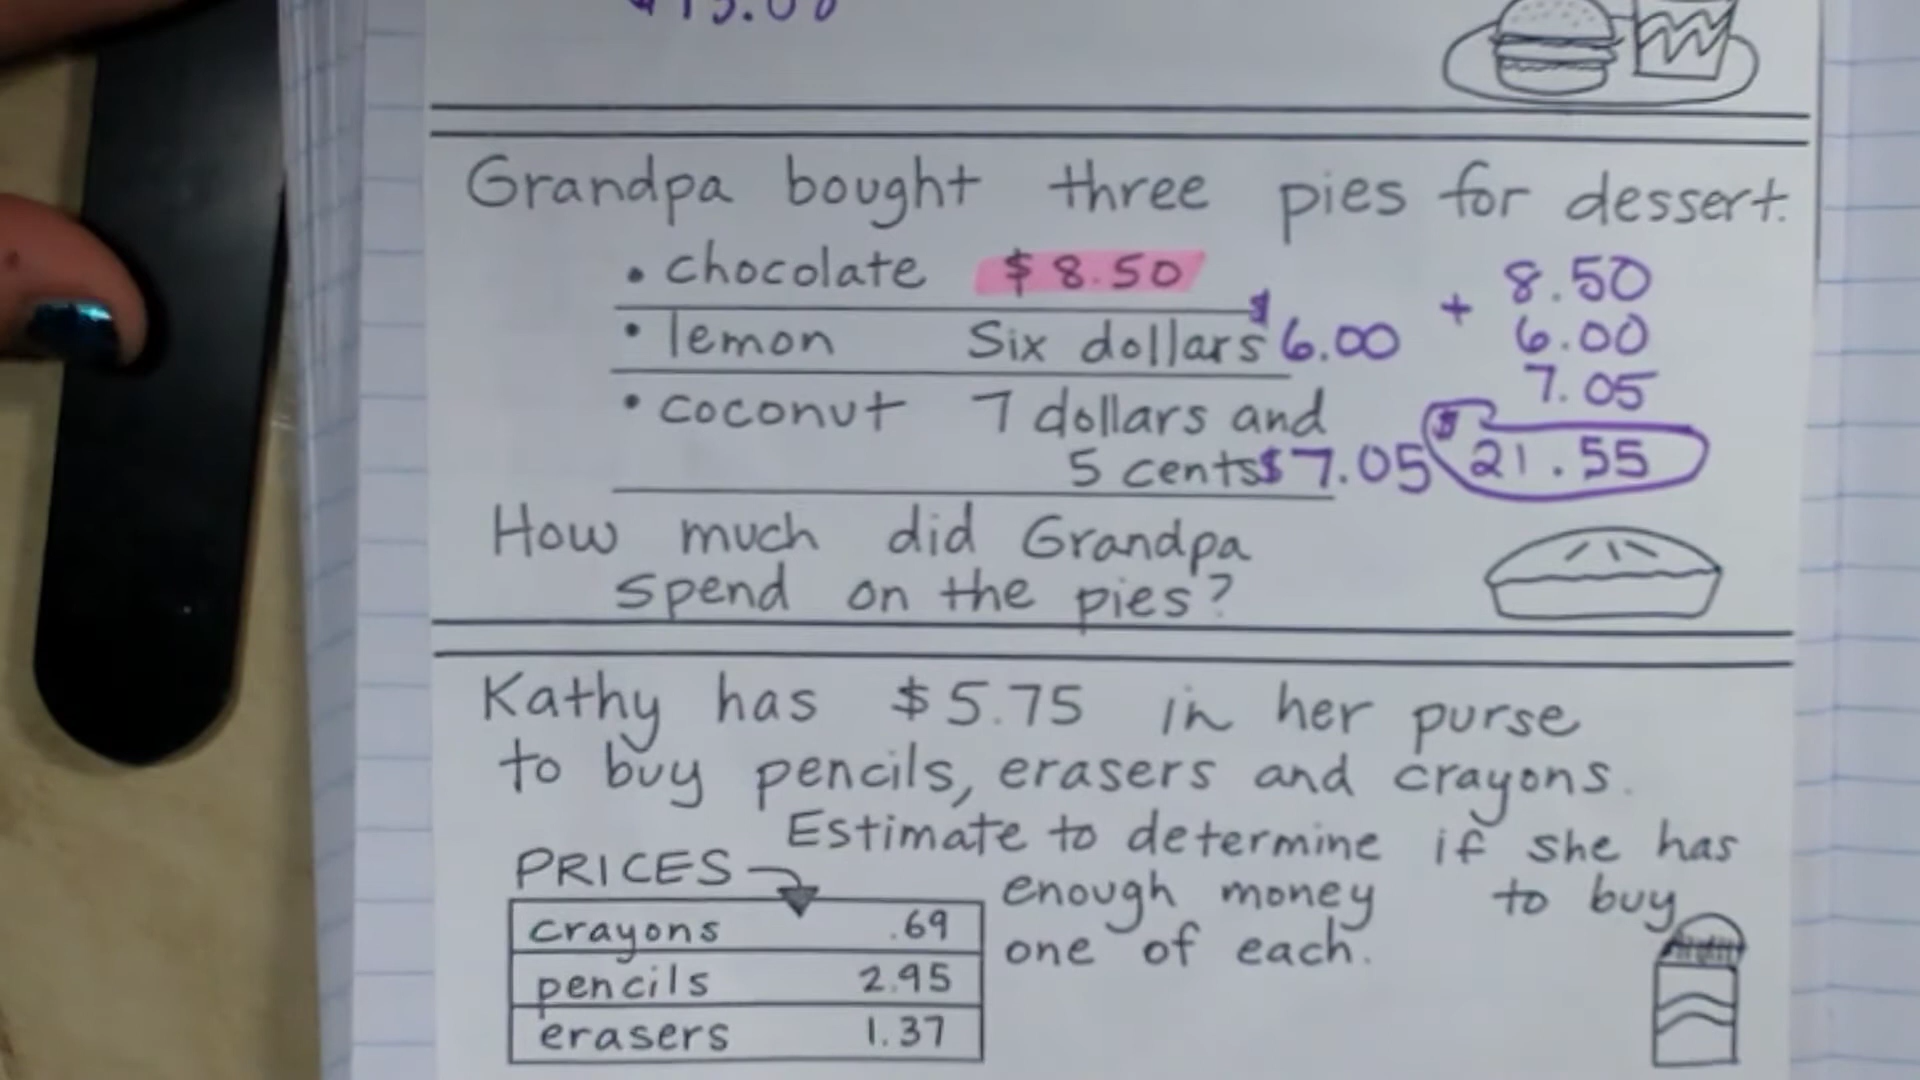 $13.00
Grandpa bought three pies for dessert.
• chocolate $8.50
• lemon Six dollars $6.00
• coconut 7 dollars and
5 cents $7.05
8.50
+ 6.00
7.05
$21.55
How much did Grandpa
spend on the pies?
Kathy has $5.75 in her purse
to buy pencils, erasers and crayons.
Estimate to determine if she has
enough money to buy
one of each.
PRICES
crayons .69
pencils 2.95
erasers 1.37